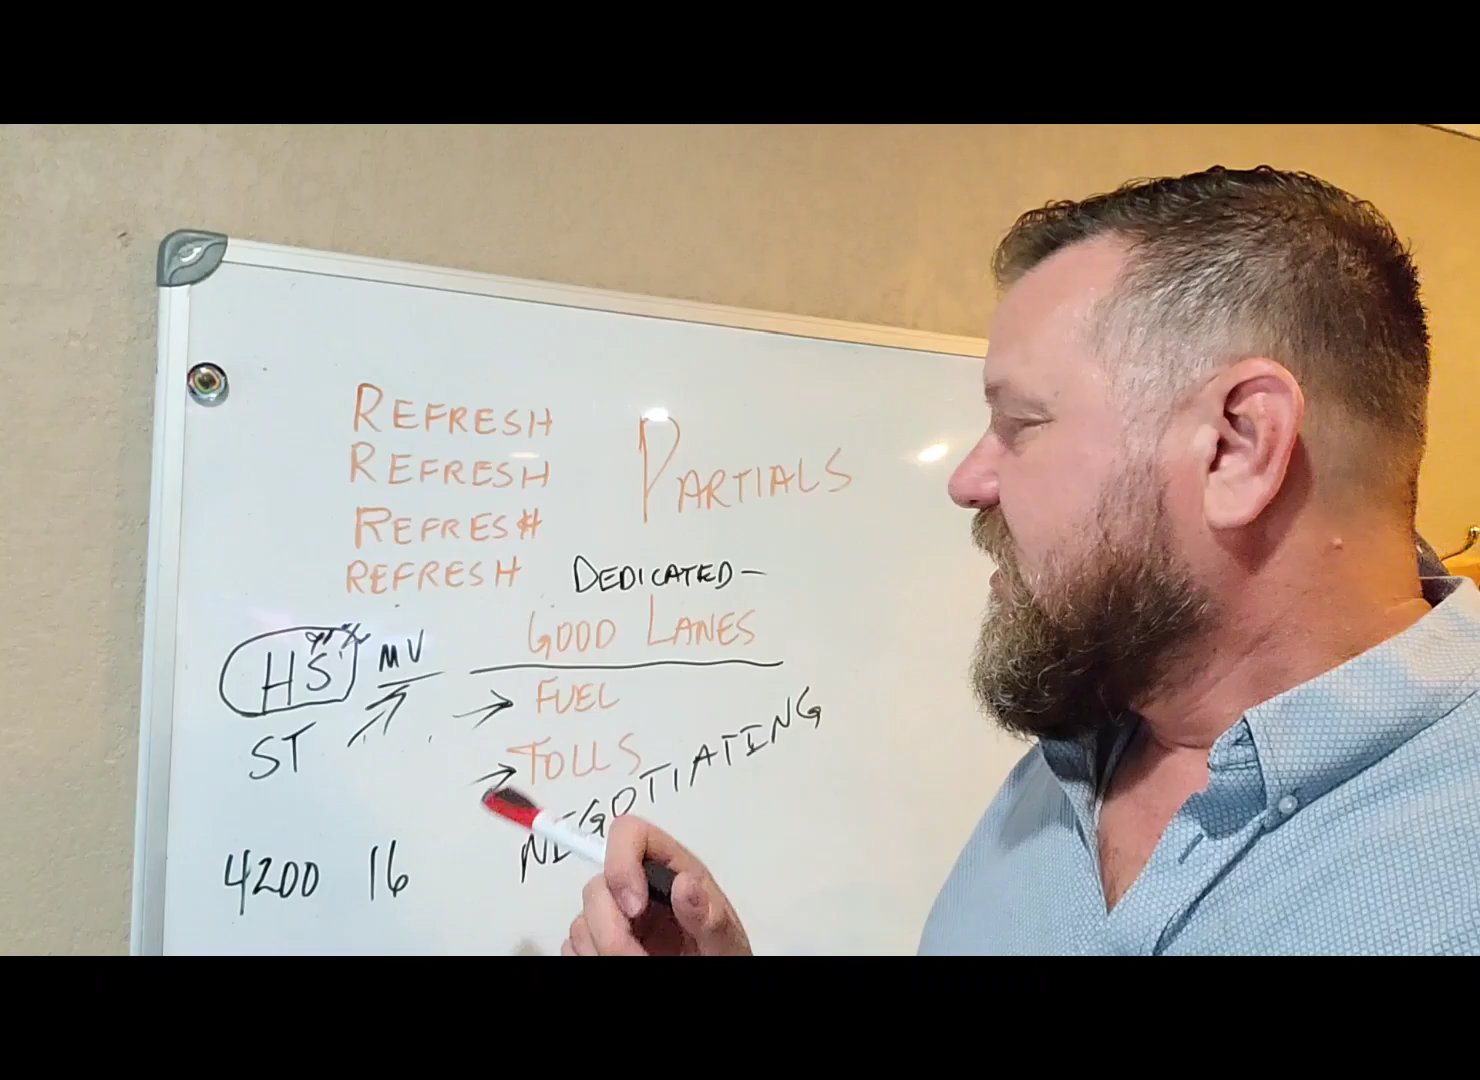 REFRESH
REFRESH
PARTIALS
REFRESH
REFRESH
DEDICATED-
GOOD LANES
HS
MV
FUEL
ST
TOLLS
NEGOTIATING
4200 16